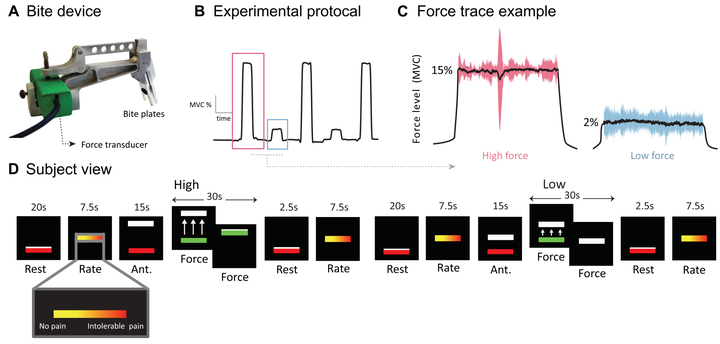 A Bite device
Bite plates
Force transducer
B Experimental protocal
MVC %
time
C Force trace example
Force level (MVC)
15%
High force
2%
Low force
D Subject view
High
Low
30s
30s
20s 7.5s 15s 2.5s 7.5s 20s 7.5s 15s 2.5s 7.5s
Rest Rate Ant. Force Force Rest Rate Rest Rate Ant. Force Force Rest Rate
No pain Intolerable pain